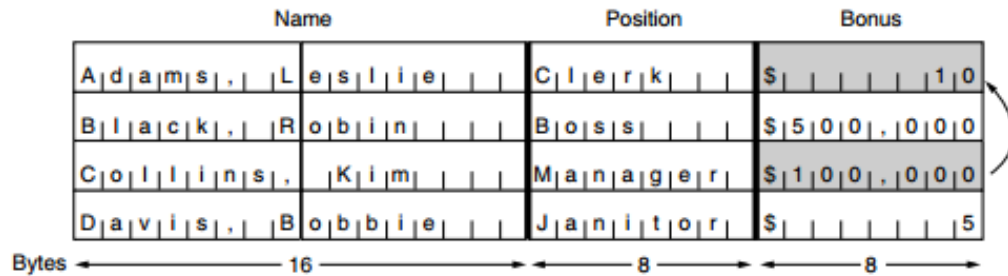 Name Position Bonus
Adams, Leslie Clerk $ 10
Black, Robin Boss $500,000
Collins, Kim Manager $100,000
Davis, Bobbie Janitor $ 5
Bytes 16 8 8